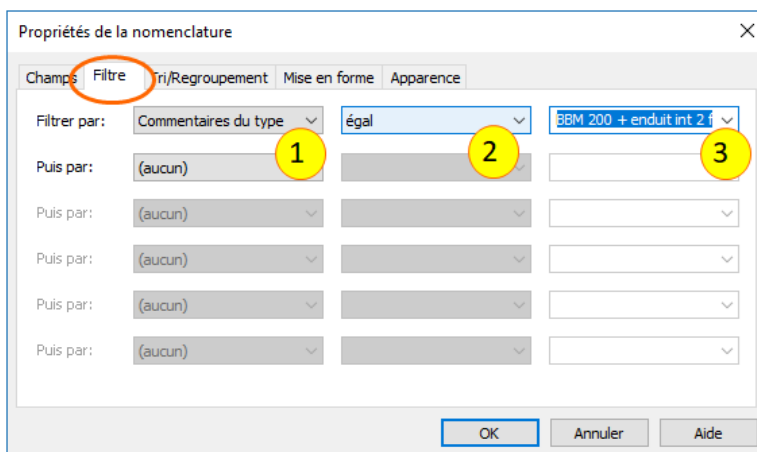 Propriétés de la nomenclature
Champs Filtre Tri/Regroupement Mise en forme Apparence
Filtrer par: Commentaires du type égal BBM 200 + enduit int 2 f
1 2 3
Puis par: (aucun)
Puis par: (aucun)
Puis par: (aucun)
Puis par: (aucun)
Puis par: (aucun)
OK Annuler Aide